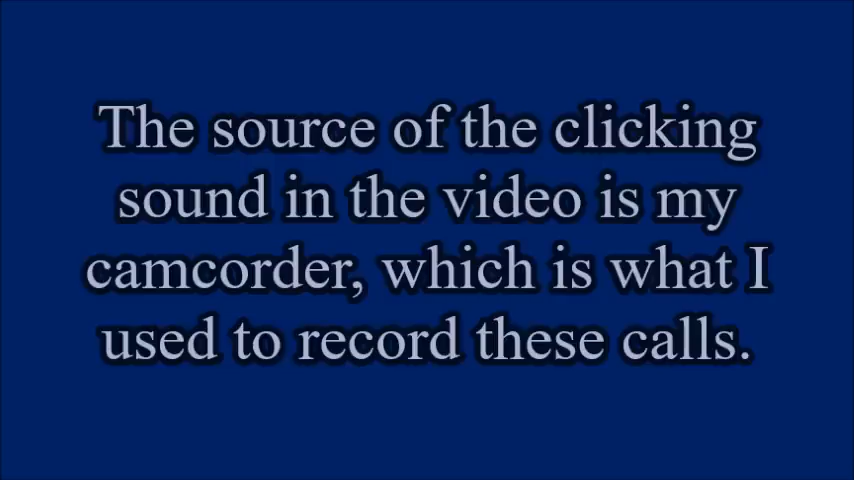 The source of the clicking
sound in the video is my
camcorder, which is what I
used to record these calls.